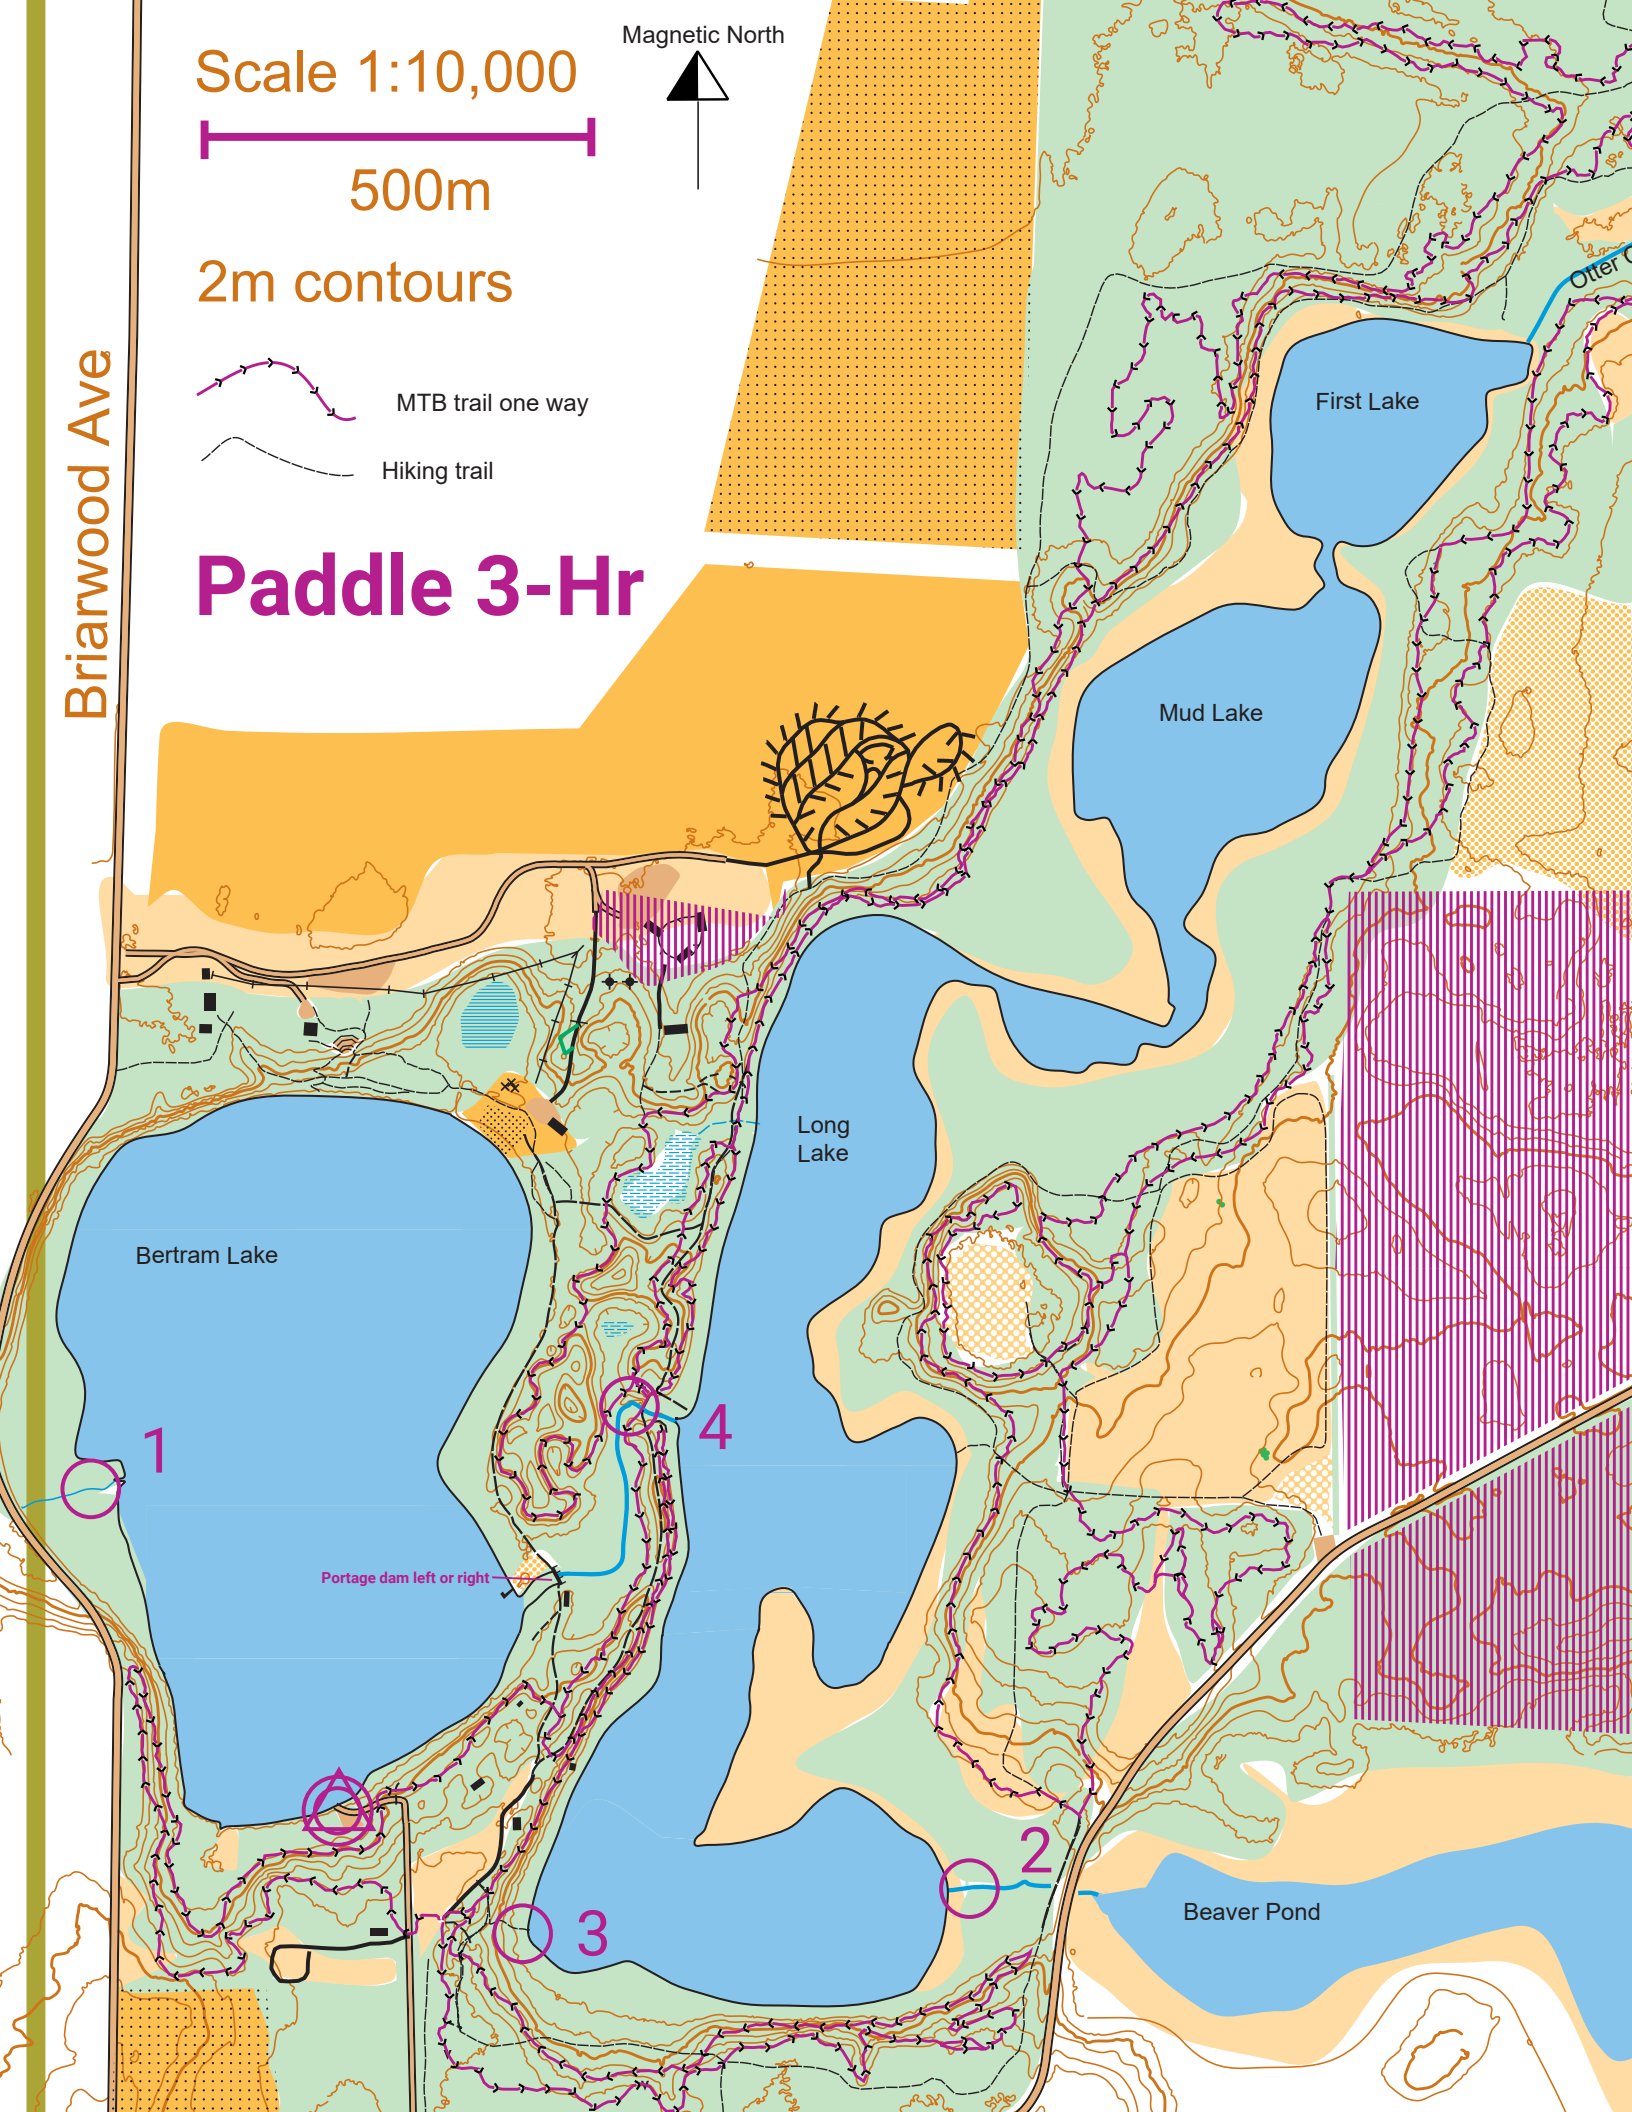 Magnetic North
Scale 1:10,000
500m
2m contours
MTB trail one way
Hiking trail
Briarwood Ave
Paddle 3-Hr
Otter
First Lake
Mud Lake
Long
Lake
Bertram Lake
1
4
Portage dam left or right
2
3
Beaver Pond